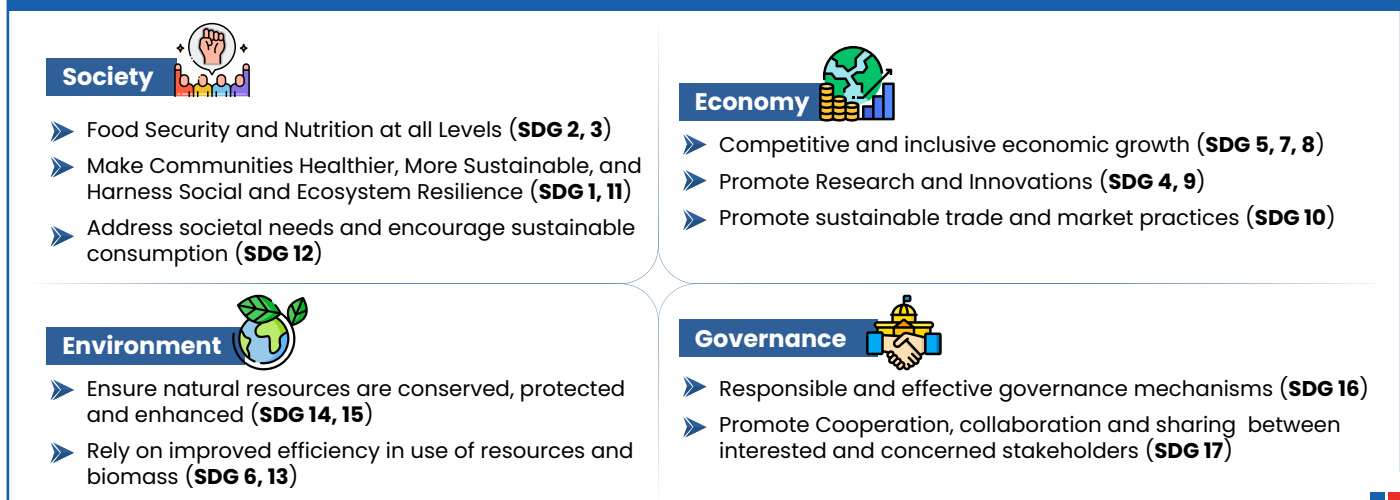 Society
Food Security and Nutrition at all Levels (SDG 2, 3)
Make Communities Healthier, More Sustainable, and
Harness Social and Ecosystem Resilience (SDG 1, 11)
Address societal needs and encourage sustainable
consumption (SDG 12)
Economy
Competitive and inclusive economic growth (SDG 5, 7, 8)
Promote Research and Innovations (SDG 4, 9)
Promote sustainable trade and market practices (SDG 10)
Environment
Ensure natural resources are conserved, protected
and enhanced (SDG 14, 15)
Rely on improved efficiency in use of resources and
biomass (SDG 6, 13)
Governance
Responsible and effective governance mechanisms (SDG 16)
Promote Cooperation, collaboration and sharing  between
interested and concerned stakeholders (SDG 17)